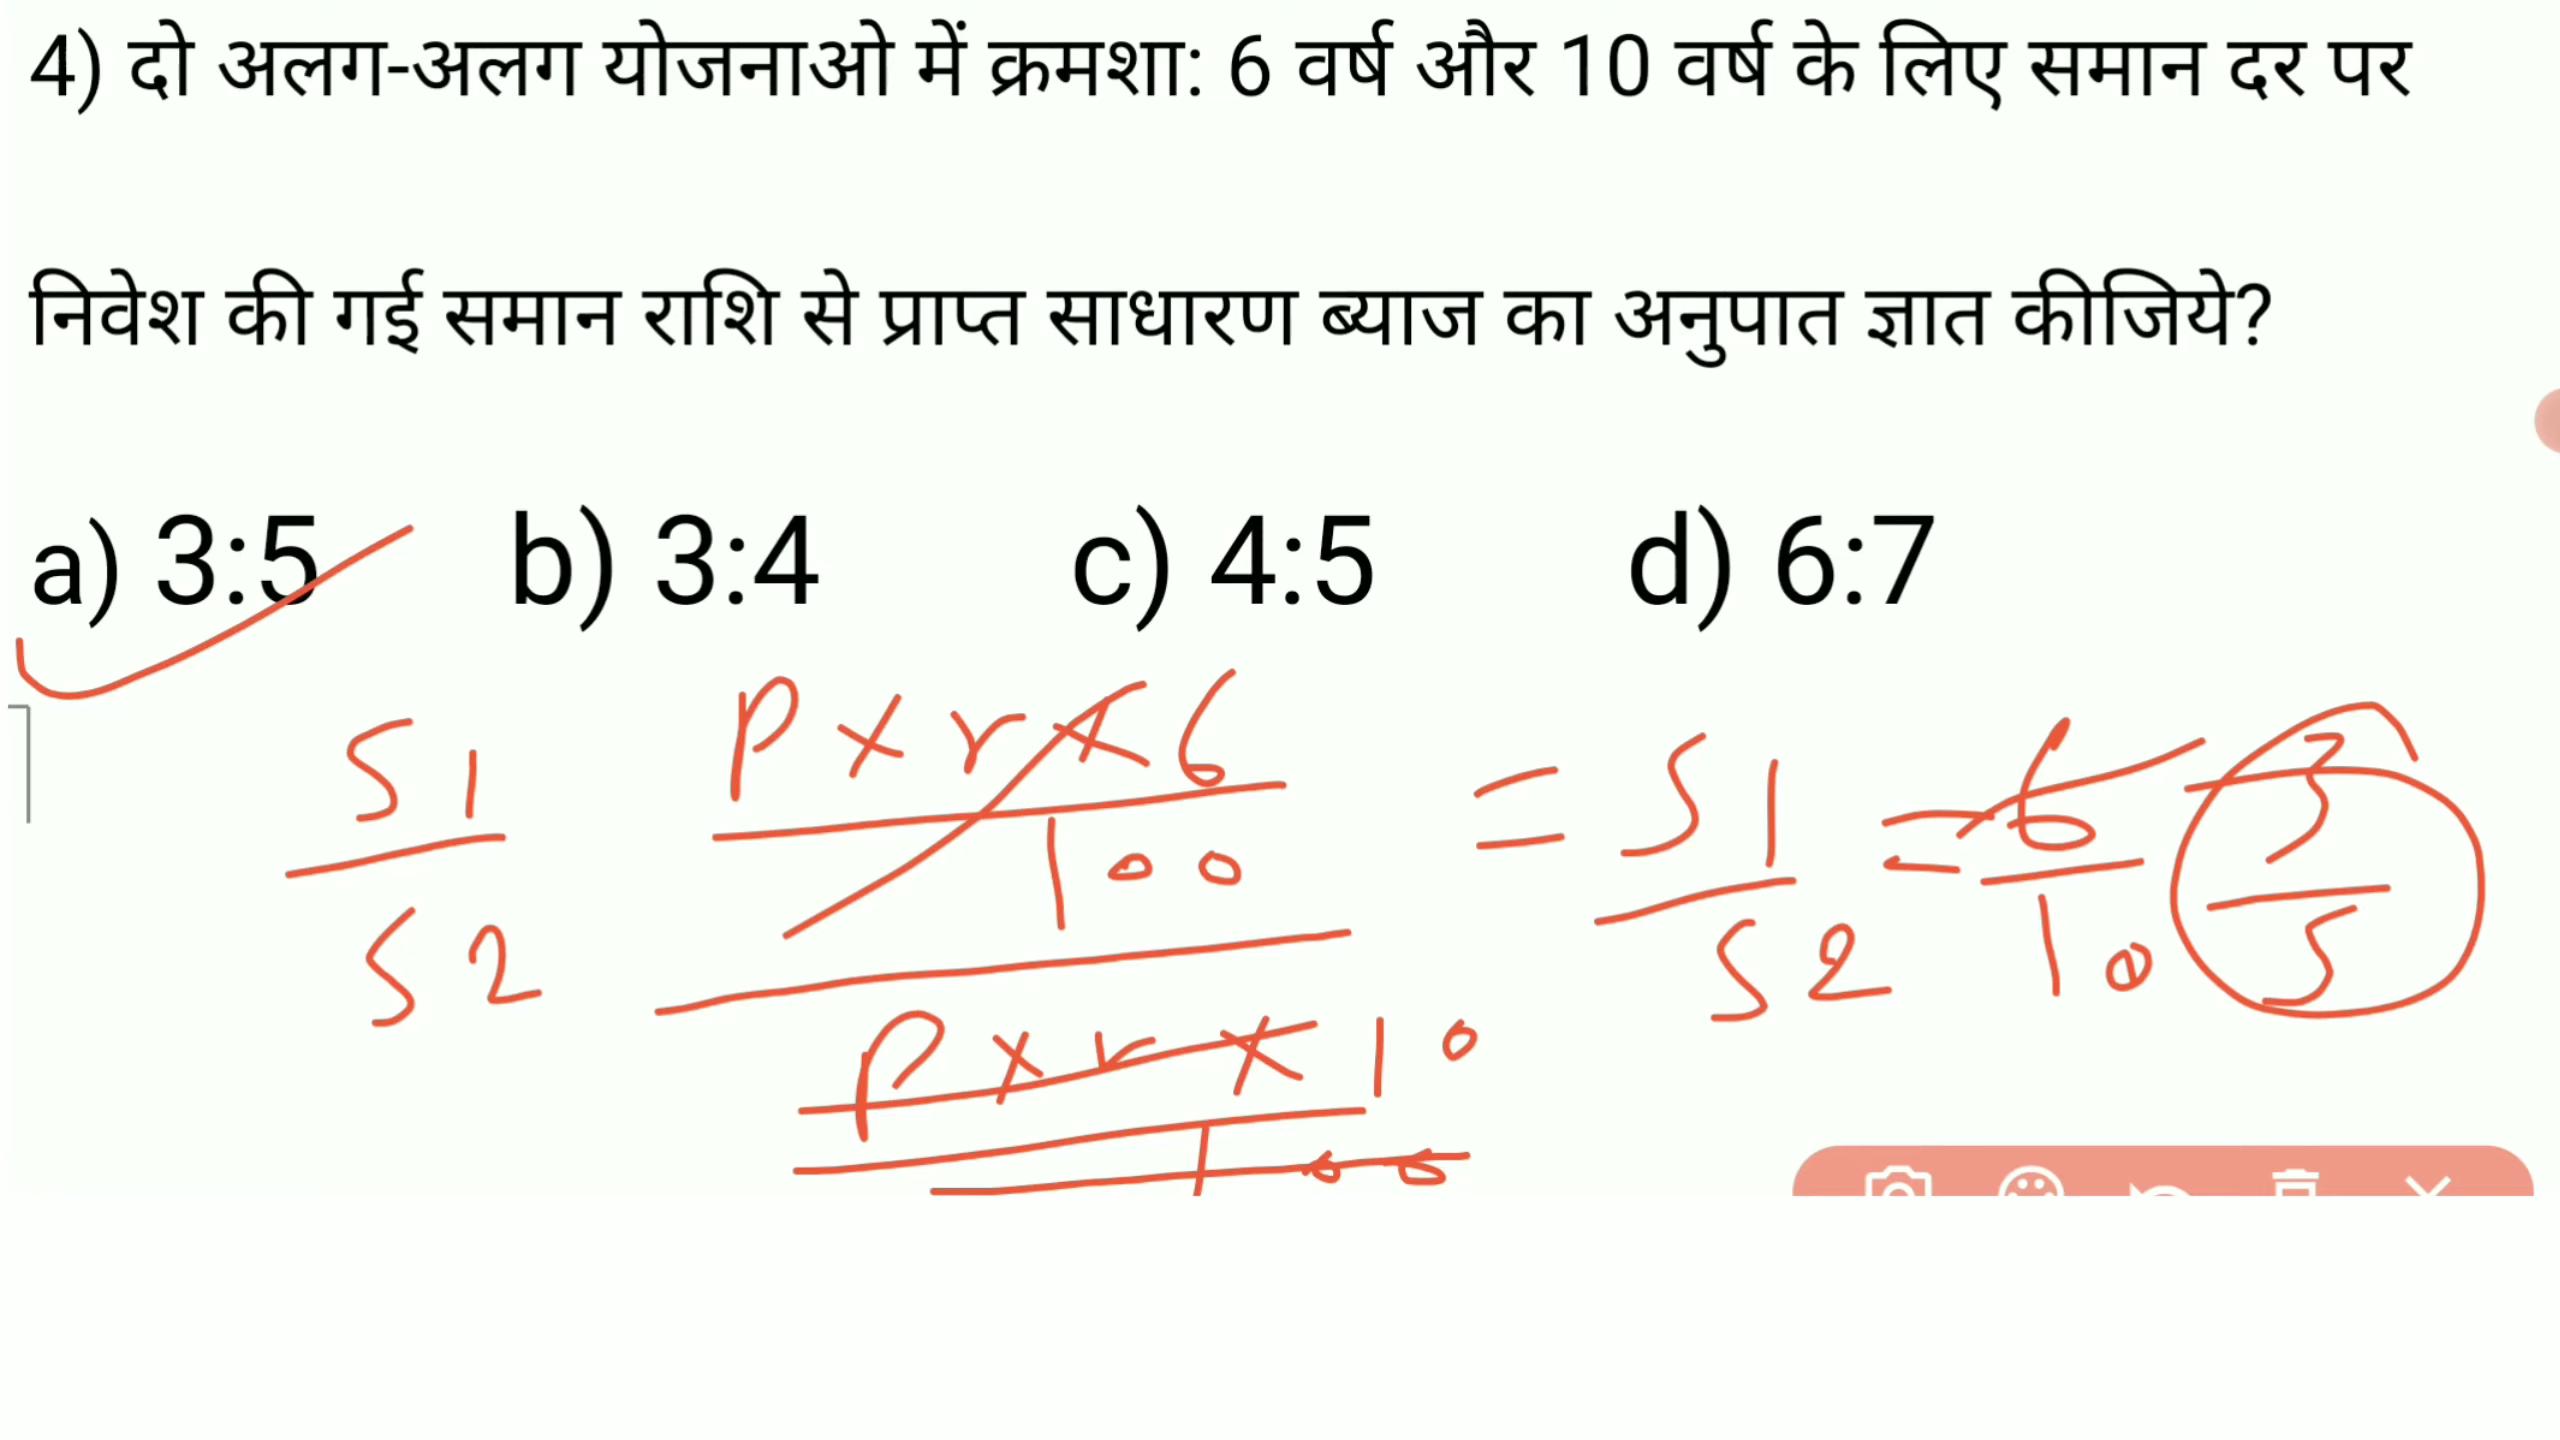 4) दो अलग-अलग योजनाओ में क्रमशा: 6 वर्ष और 10 वर्ष के लिए समान दर पर
निवेश की गई समान राशि से प्राप्त साधारण ब्याज का अनुपात ज्ञात कीजिये?
a) 3:5 b) 3:4 c) 4:5 d) 6:7
S1 p×r×6 = S1 = 6 3
100
S2 S2 10 5
p×r×10
100